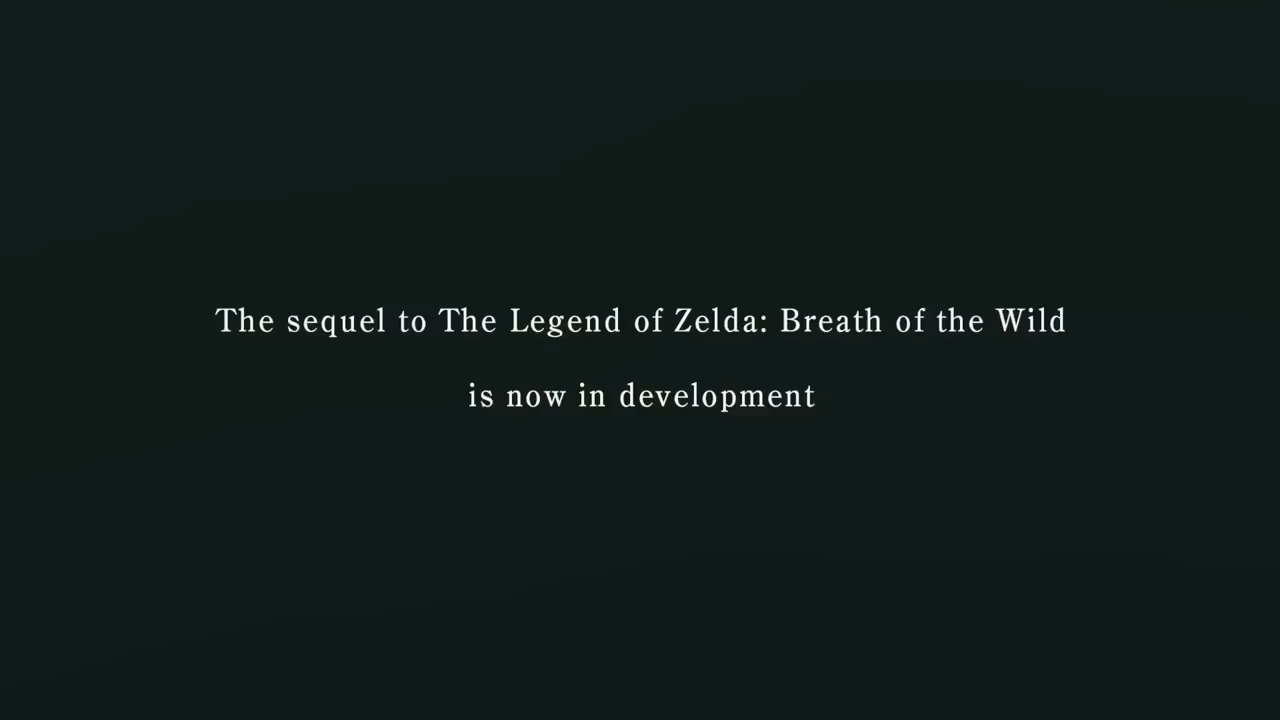 The sequel to The Legend of Zelda: Breath of the Wild
is now in development